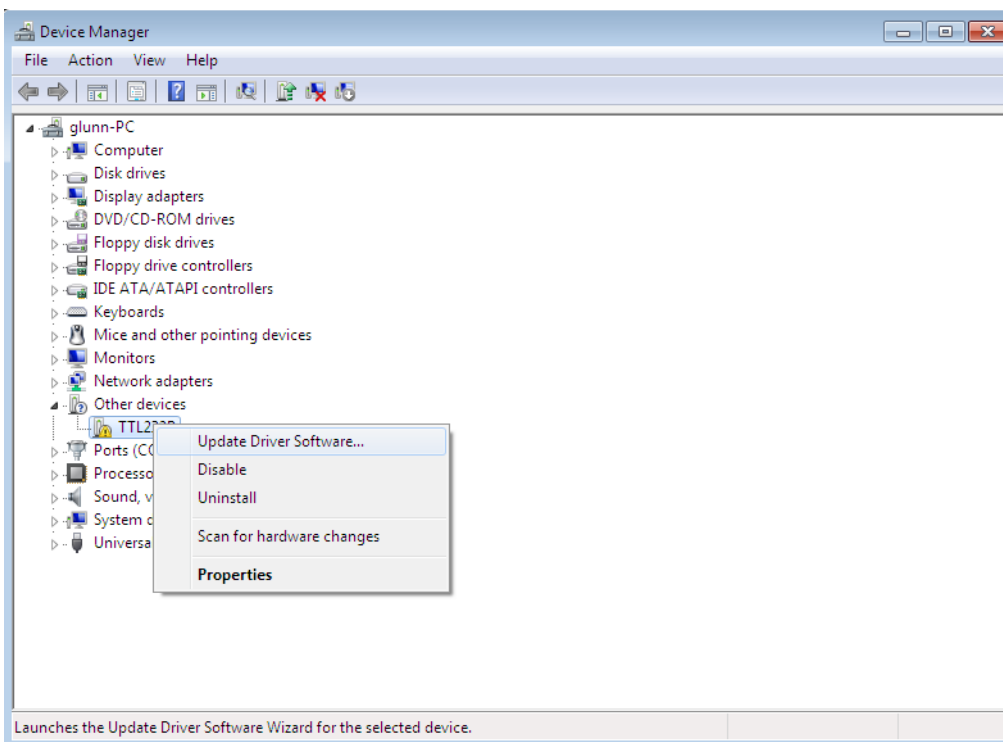 Device Manager
File Action View Help
glunn-PC
Computer
Disk drives
Display adapters
DVD/CD-ROM drives
Floppy disk drives
Floppy drive controllers
IDE ATA/ATAPI controllers
Keyboards
Mice and other pointing devices
Monitors
Network adapters
Other devices
Update Driver Software...
Ports
Disable
Uninstall
Sound,
System
Scan for hardware changes
Properties
Launches the Update Driver Software Wizard for the selected device.